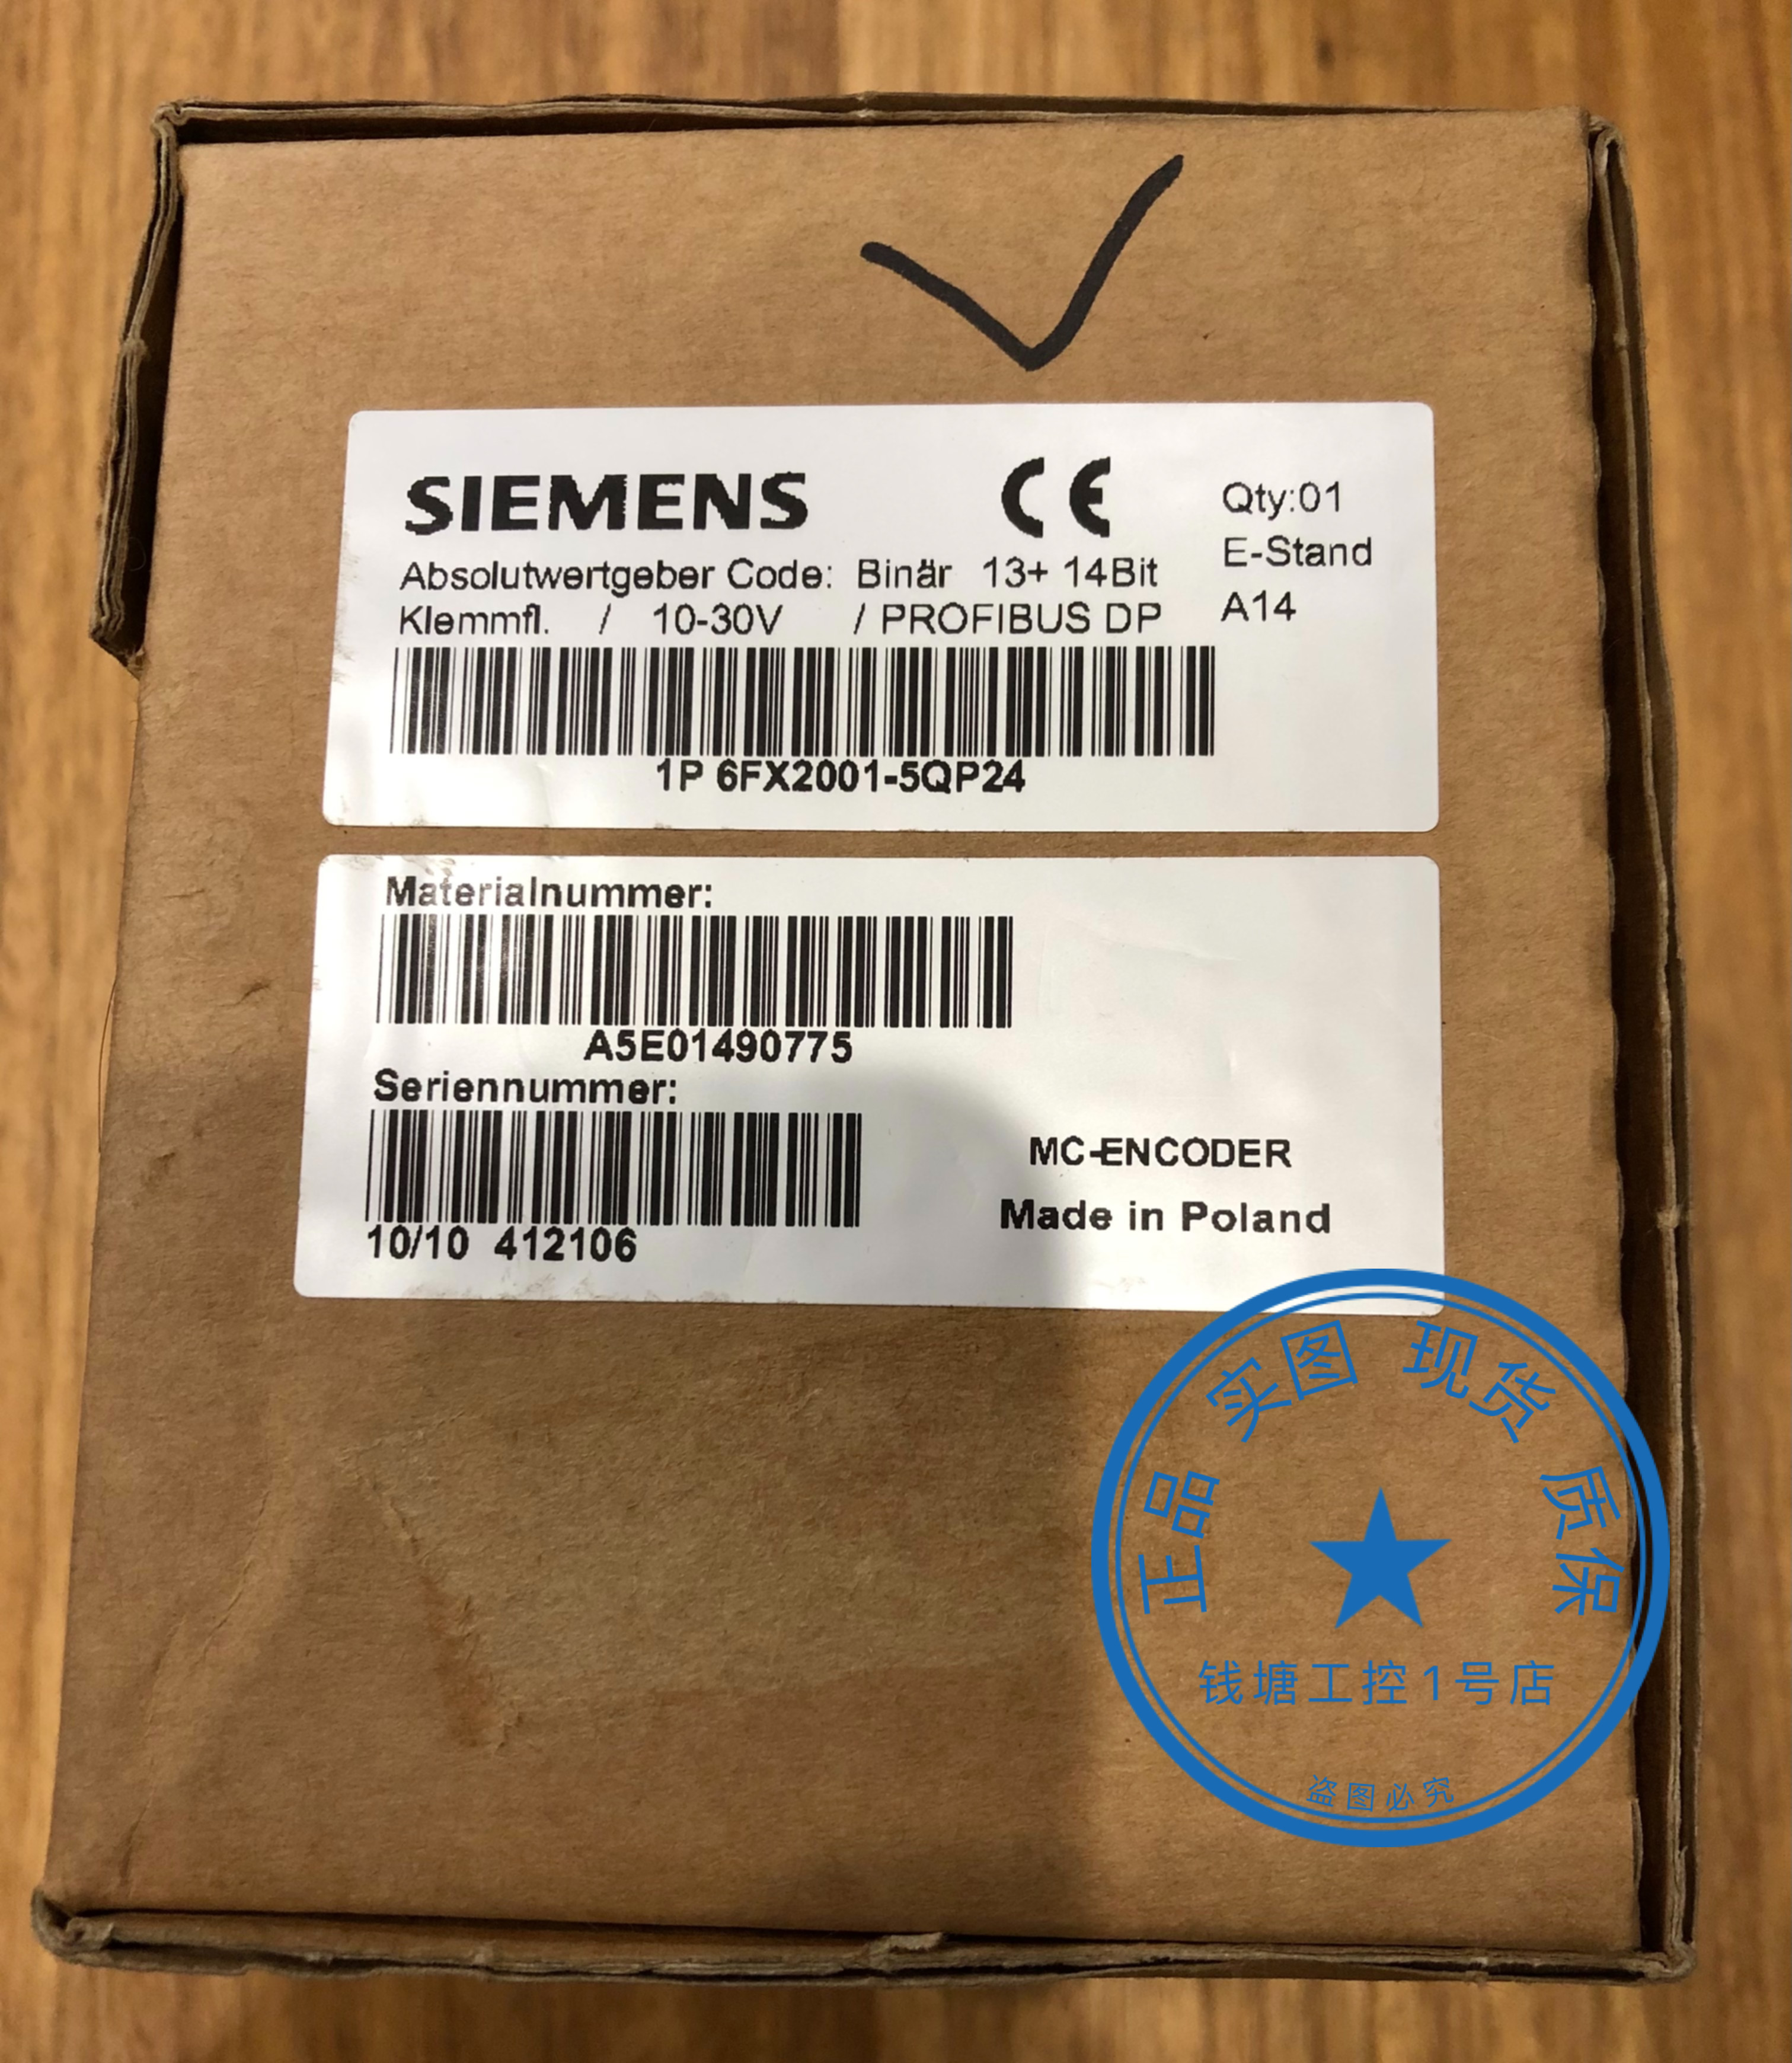 SIEMENS CE Qty:01
Absolutwertgeber Code: Binär 13+ 14Bit E-Stand
Klemmfl. / 10-30V / PROFIBUS DP A14
1P 6FX2001-5QP24
Materialnummer:
A5E01490775
Seriennummer:
10/10 412106
MC-ENCODER
Made in Poland
正品 实图 现货 质保
钱塘工控1号店
盗图必究